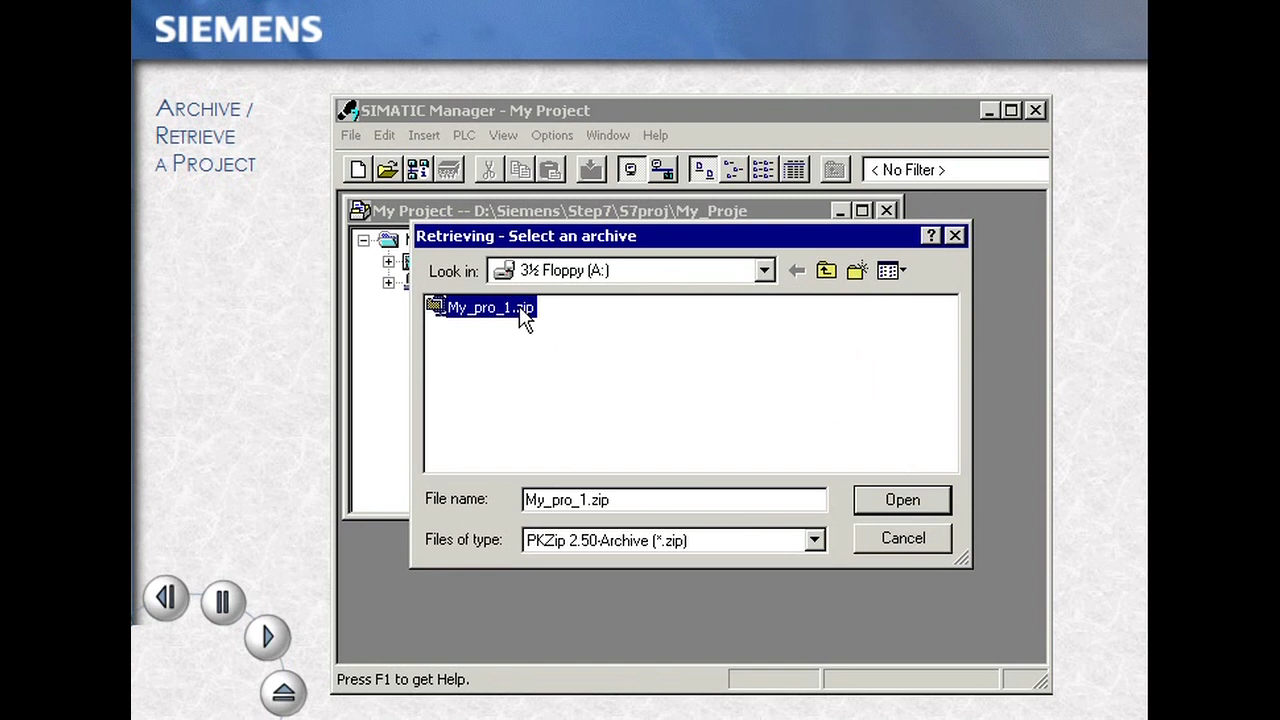 SIEMENS
ARCHIVE /
RETRIEVE
A PROJECT
SIMATIC Manager - My Project
File Edit Insert PLC View Options Window Help
< No Filter >
My Project -- D:\Siemens\Step7\S7proj\My_Proje
Retrieving - Select an archive
Look in: 3½ Floppy (A:)
My_pro_1.zip
File name: My_pro_1.zip Open
Files of type: PKZip 2.50-Archive (*.zip) Cancel
Press F1 to get Help.